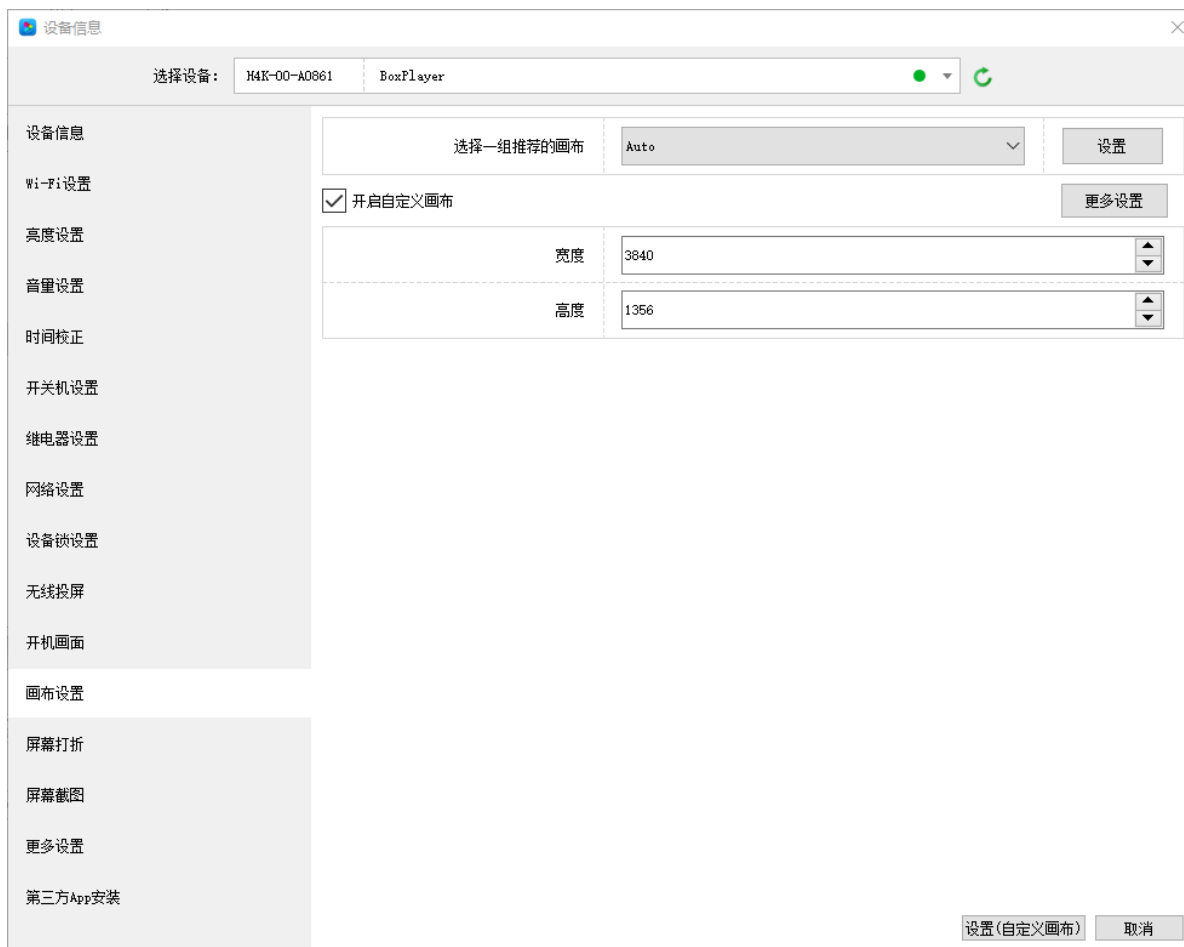 设备信息
选择设备： H4K-00-A0861 BoxPlayer
设备信息
Wi-Fi设置
亮度设置
音量设置
时间校正
开关机设置
继电器设置
网络设置
设备锁设置
无线投屏
开机画面
画布设置
屏幕打折
屏幕截图
更多设置
第三方App安装
选择一组推荐的画布 Auto 设置
开启自定义画布 更多设置
宽度 3840
高度 1356
设置(自定义画布) 取消